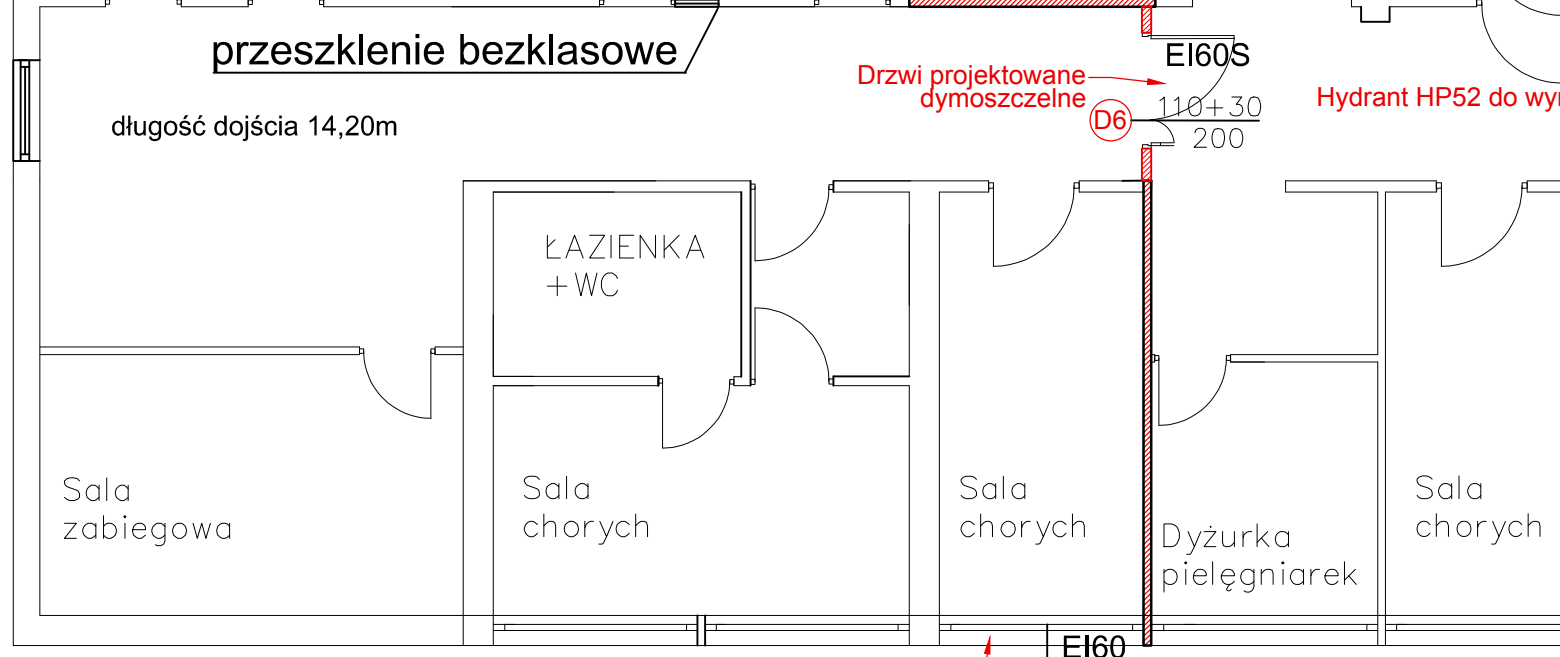 przeszklenie bezklasowe
EI60S
Drzwi projektowane
dymoszczelne
D6
110+30
200
Hydrant HP52 do
długość dojścia 14,20m
ŁAZIENKA
+WC
Sala
zabiegowa
Sala
chorych
Sala
chorych
Dyżurka
pielęgniarek
Sala
chorych
EI60